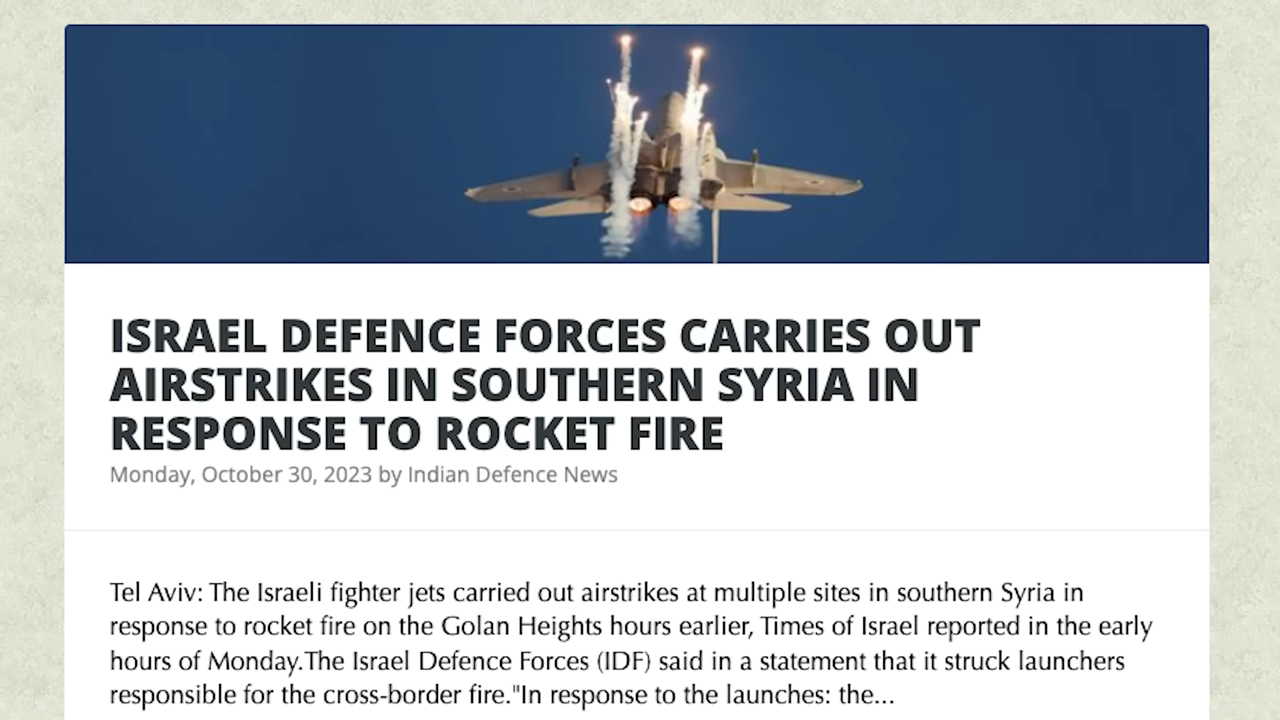 ISRAEL DEFENCE FORCES CARRIES OUT
AIRSTRIKES IN SOUTHERN SYRIA IN
RESPONSE TO ROCKET FIRE
Monday, October 30, 2023 by Indian Defence News
Tel Aviv: The Israeli fighter jets carried out airstrikes at multiple sites in southern Syria in
response to rocket fire on the Golan Heights hours earlier, Times of Israel reported in the early
hours of Monday.The Israel Defence Forces (IDF) said in a statement that it struck launchers
responsible for the cross-border fire."In response to the launches: the...